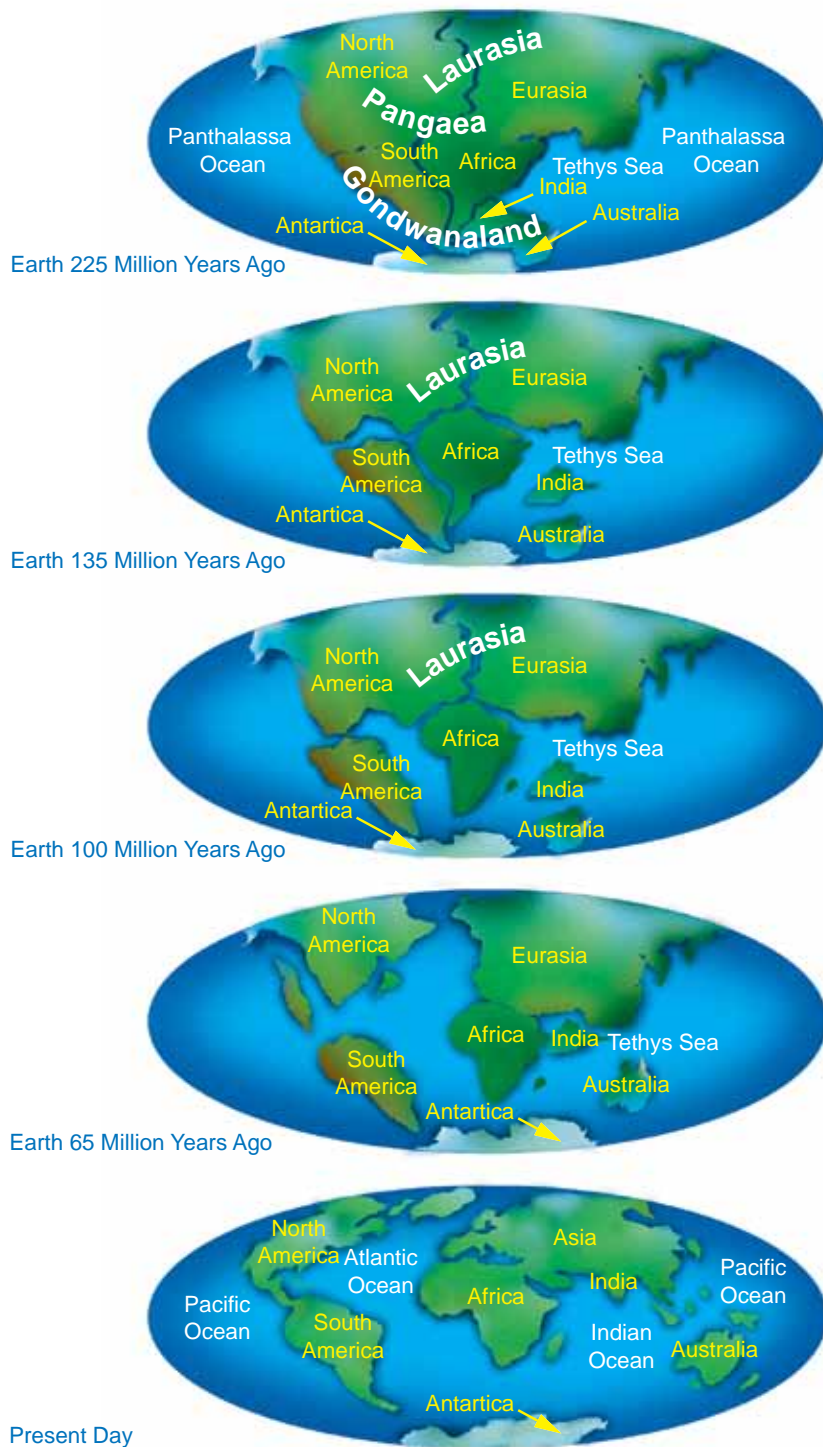 North
America
Laurasia
Eurasia
Pangaea
Panthalassa
Ocean
South
America
Africa
Tethys Sea
Panthalassa
Ocean
India
Gondwanaland
Antartica
Australia
Earth 225 Million Years Ago
North
America
Laurasia
Eurasia
South
America
Africa
Tethys Sea
India
Antartica
Australia
Earth 135 Million Years Ago
North
America
Laurasia
Eurasia
Africa
Tethys Sea
South
America
India
Antartica
Australia
Earth 100 Million Years Ago
North
America
Eurasia
Africa
India
Tethys Sea
South
America
Australia
Antartica
Earth 65 Million Years Ago
North
America
Atlantic
Ocean
Asia
India
Pacific
Ocean
Pacific
Ocean
Africa
South
America
Indian
Ocean
Australia
Antartica
Present Day